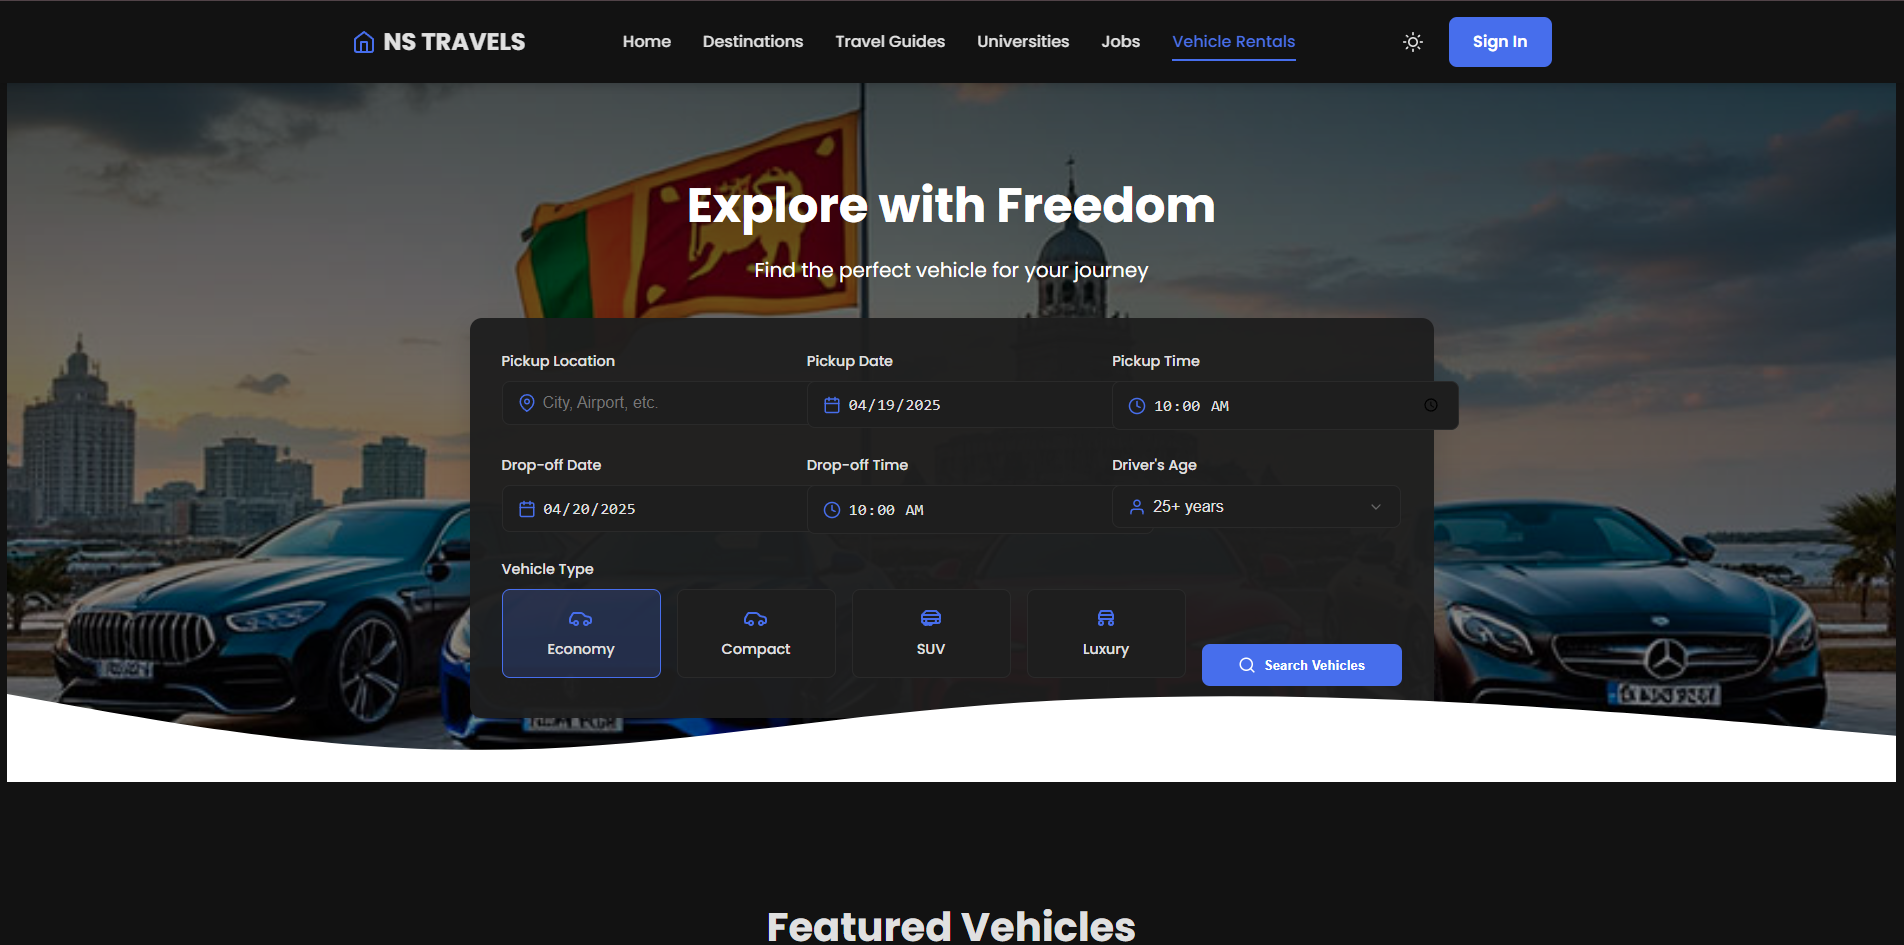 NS TRAVELS
Home Destinations Travel Guides Universities Jobs Vehicle Rentals
Sign In
Explore with Freedom
Find the perfect vehicle for your journey
Pickup Location Pickup Date Pickup Time
City, Airport, etc. 04/19/2025 10:00 AM
Drop-off Date Drop-off Time Driver's Age
04/20/2025 10:00 AM 25+ years
Vehicle Type
Economy Compact SUV Luxury
Search Vehicles
Featured Vehicles